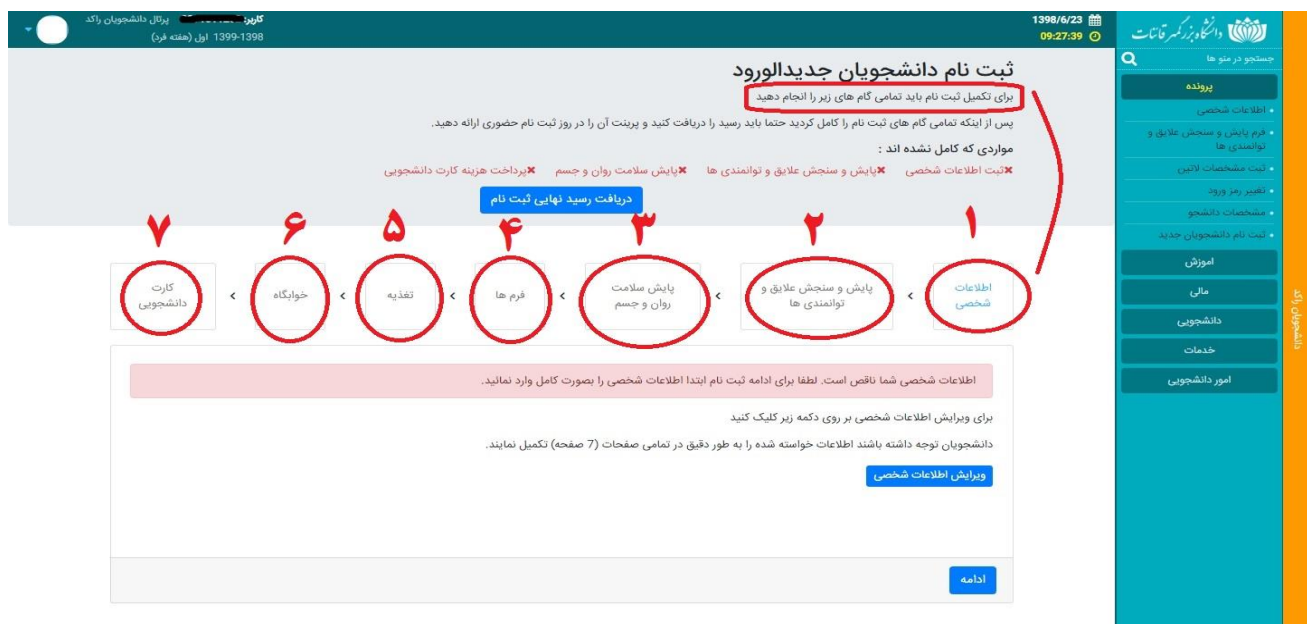 دانشگاه بزرگمهر قائنات
جستجو در منو ها
پرونده
اطلاعات شخصی
فرم پایش و سنجش علایق و
توانمندی ها
ثبت مشخصات لاتین
تغییر رمز ورود
مشخصات دانشجو
ثبت نام دانشجویان جدید
آموزش
مالی
دانشجویی
خدمات
امور دانشجویی
دانشجویان راکد
1398/6/23
09:27:39
کاربر:
پرتال دانشجویان راکد
1399-1398 اول (هفته فرد)
ثبت نام دانشجویان جدیدالورود
برای تکمیل ثبت نام باید تمامی گام های زیر را انجام دهید
پس از اینکه تمامی گام های ثبت نام را کامل کردید حتما باید رسید را دریافت کنید و پرینت آن را در روز ثبت نام حضوری ارائه دهید.
مواردی که کامل نشده اند :
✖ثبت اطلاعات شخصی ✖پایش و سنجش علایق و توانمندی ها ✖پایش سلامت روان و جسم ✖پرداخت هزینه کارت دانشجویی
دریافت رسید نهایی ثبت نام
۱ ۲ ۳ ۴ ۵ ۶ ۷
اطلاعات
شخصی
پایش و سنجش علایق و
توانمندی ها
پایش سلامت
روان و جسم
فرم ها
تغذیه
خوابگاه
کارت
دانشجویی
اطلاعات شخصی شما ناقص است. لطفا برای ادامه ثبت نام ابتدا اطلاعات شخصی را بصورت کامل وارد نمائید.
برای ویرایش اطلاعات شخصی بر روی دکمه زیر کلیک کنید
دانشجویان توجه داشته باشند اطلاعات خواسته شده را به طور دقیق در تمامی صفحات (7 صفحه) تکمیل نمایند.
ویرایش اطلاعات شخصی
ادامه